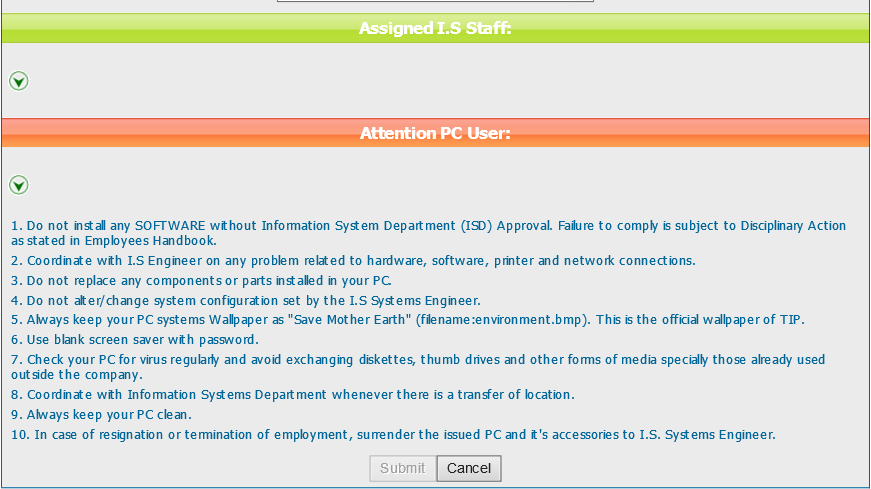 Assigned I.S Staff:
Attention PC User:
1. Do not install any SOFTWARE without Information System Department (ISD) Approval. Failure to comply is subject to Disciplinary Action
as stated in Employees Handbook.
2. Coordinate with I.S Engineer on any problem related to hardware, software, printer and network connections.
3. Do not replace any components or parts installed in your PC.
4. Do not alter/change system configuration set by the I.S Systems Engineer.
5. Always keep your PC systems Wallpaper as "Save Mother Earth" (filename:environment.bmp). This is the official wallpaper of TIP.
6. Use blank screen saver with password.
7. Check your PC for virus regularly and avoid exchanging diskettes, thumb drives and other forms of media specially those already used
outside the company.
8. Coordinate with Information Systems Department whenever there is a transfer of location.
9. Always keep your PC clean.
10. In case of resignation or termination of employment, surrender the issued PC and it's accessories to I.S. Systems Engineer.
Submit Cancel